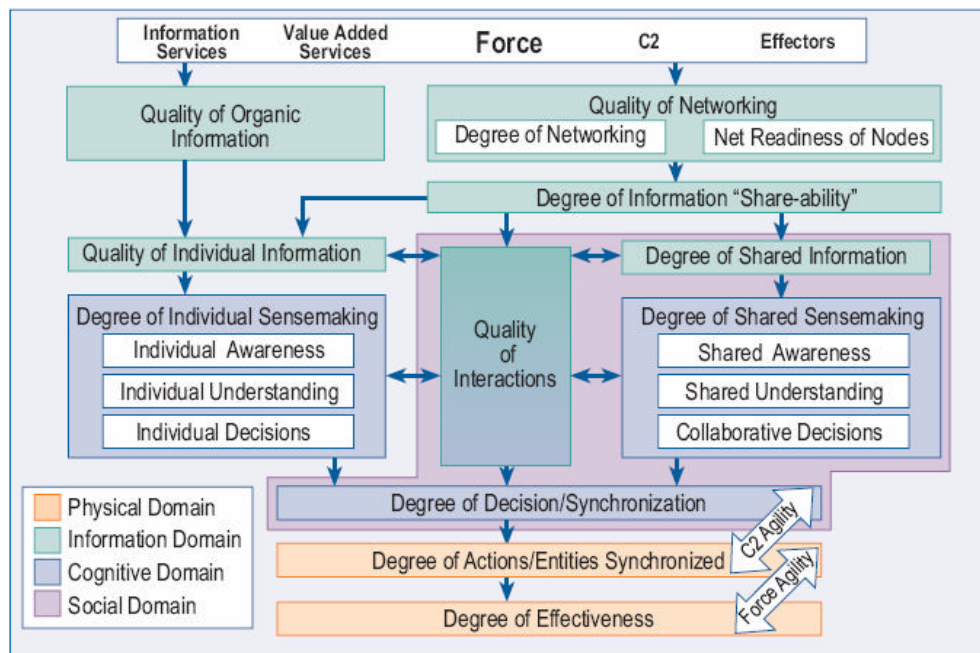 Information Services
Value Added Services
Force
C2
Effectors
Quality of Organic
Information
Quality of Networking
Degree of Networking
Net Readiness of Nodes
Degree of Information “Share-ability”
Quality of Individual Information
Degree of Shared Information
Degree of Individual Sensemaking
Individual Awareness
Individual Understanding
Individual Decisions
Quality
of
Interactions
Degree of Shared Sensemaking
Shared Awareness
Shared Understanding
Collaborative Decisions
Degree of Decision/Synchronization
C2 Agility
Degree of Actions/Entities Synchronized
Force Agility
Degree of Effectiveness
Physical Domain
Information Domain
Cognitive Domain
Social Domain